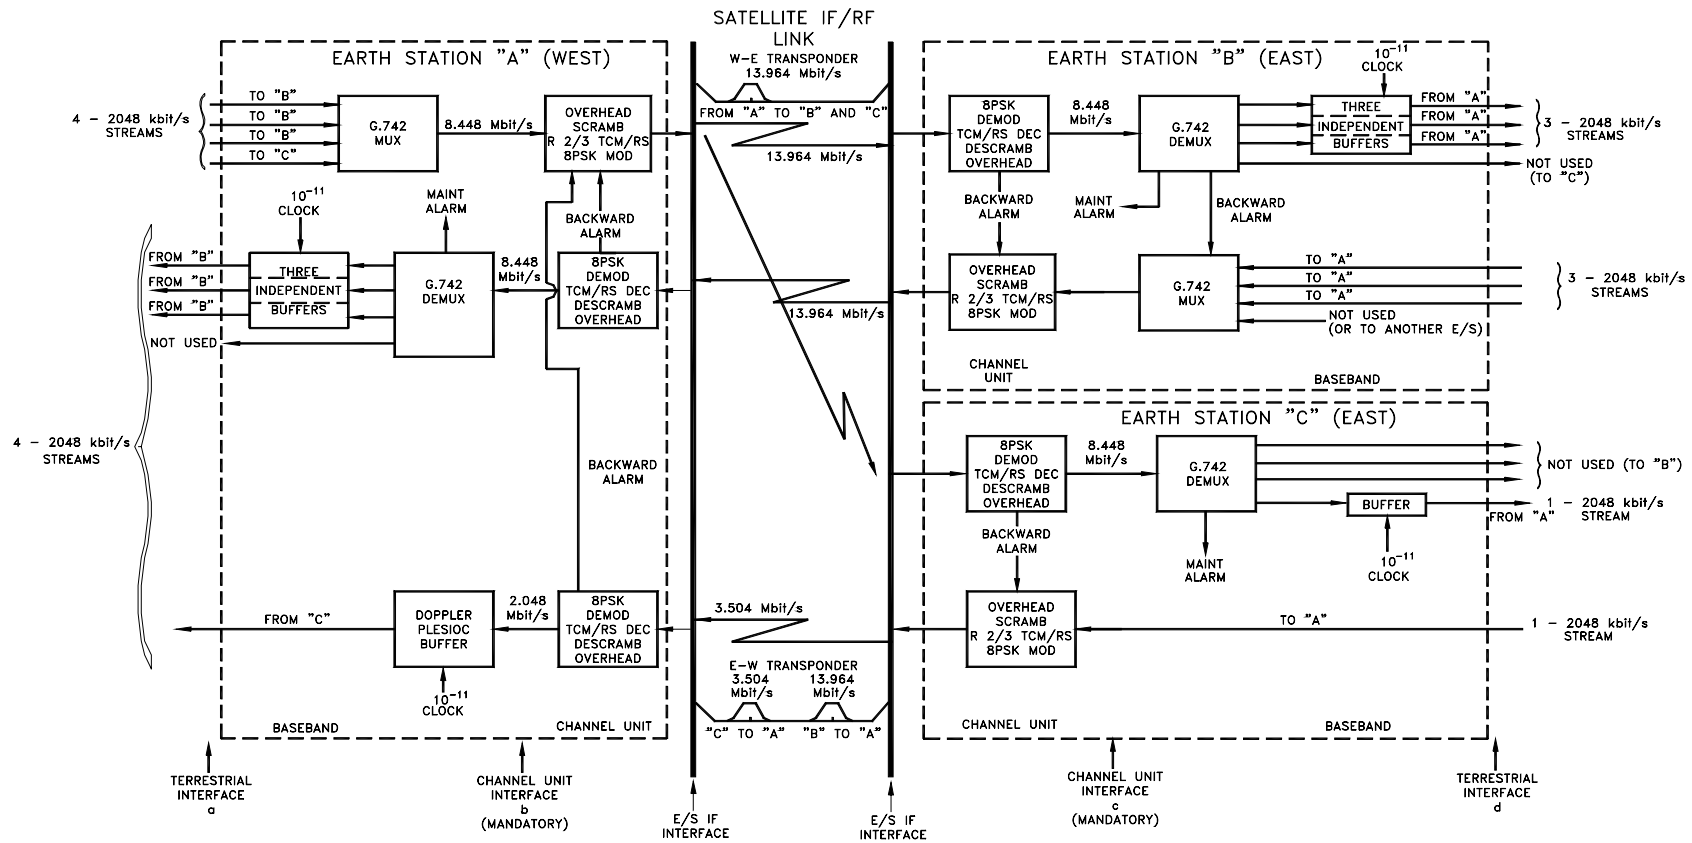 SATELLITE IF/RF
LINK
W-E TRANSPONDER
13.964 Mbit/s
FROM "A" TO "B" AND "C"
13.964 Mbit/s
13.964 Mbit/s
3.504 Mbit/s
E-W TRANSPONDER
3.504
Mbit/s
13.964
Mbit/s
"C" TO "A"
"B" TO "A"
EARTH STATION "A" (WEST)
4 - 2048 kbit/s
STREAMS
TO "B"
TO "B"
TO "B"
TO "C"
G.742
MUX
8.448 Mbit/s
OVERHEAD
SCRAMB
R 2/3 TCM/RS
8PSK MOD
10-11
CLOCK
MAINT
ALARM
BACKWARD
ALARM
FROM "B"
FROM "B"
FROM "B"
NOT USED
THREE
INDEPENDENT
BUFFERS
G.742
DEMUX
8.448
Mbit/s
8PSK
DEMOD
TCM/RS DEC
DESCRAMB
OVERHEAD
4 - 2048 kbit/s
STREAMS
BACKWARD
ALARM
FROM "C"
DOPPLER
PLESIOC
BUFFER
2.048
Mbit/s
8PSK
DEMOD
TCM/RS DEC
DESCRAMB
OVERHEAD
10-11
CLOCK
BASEBAND
CHANNEL UNIT
EARTH STATION "B" (EAST)
10-11
CLOCK
8PSK
DEMOD
TCM/RS DEC
DESCRAMB
OVERHEAD
8.448
Mbit/s
G.742
DEMUX
THREE
INDEPENDENT
BUFFERS
FROM "A"
FROM "A"
FROM "A"
3 - 2048 kbit/s
STREAMS
NOT USED
(TO "C")
BACKWARD
ALARM
MAINT
ALARM
BACKWARD
ALARM
OVERHEAD
SCRAMB
R 2/3 TCM/RS
8PSK MOD
G.742
MUX
TO "A"
TO "A"
TO "A"
3 - 2048 kbit/s
STREAMS
NOT USED
(OR TO ANOTHER E/S)
CHANNEL
UNIT
BASEBAND
EARTH STATION "C" (EAST)
8PSK
DEMOD
TCM/RS DEC
DESCRAMB
OVERHEAD
8.448
Mbit/s
G.742
DEMUX
NOT USED (TO "B")
BUFFER
1 - 2048 kbit/s
STREAM
FROM "A"
BACKWARD
ALARM
MAINT
ALARM
10-11
CLOCK
OVERHEAD
SCRAMB
R 2/3 TCM/RS
8PSK MOD
TO "A"
1 - 2048 kbit/s
STREAM
CHANNEL UNIT
BASEBAND
TERRESTRIAL
INTERFACE
a
CHANNEL UNIT
INTERFACE
b
(MANDATORY)
E/S IF
INTERFACE
E/S IF
INTERFACE
CHANNEL UNIT
INTERFACE
c
(MANDATORY)
TERRESTRIAL
INTERFACE
d